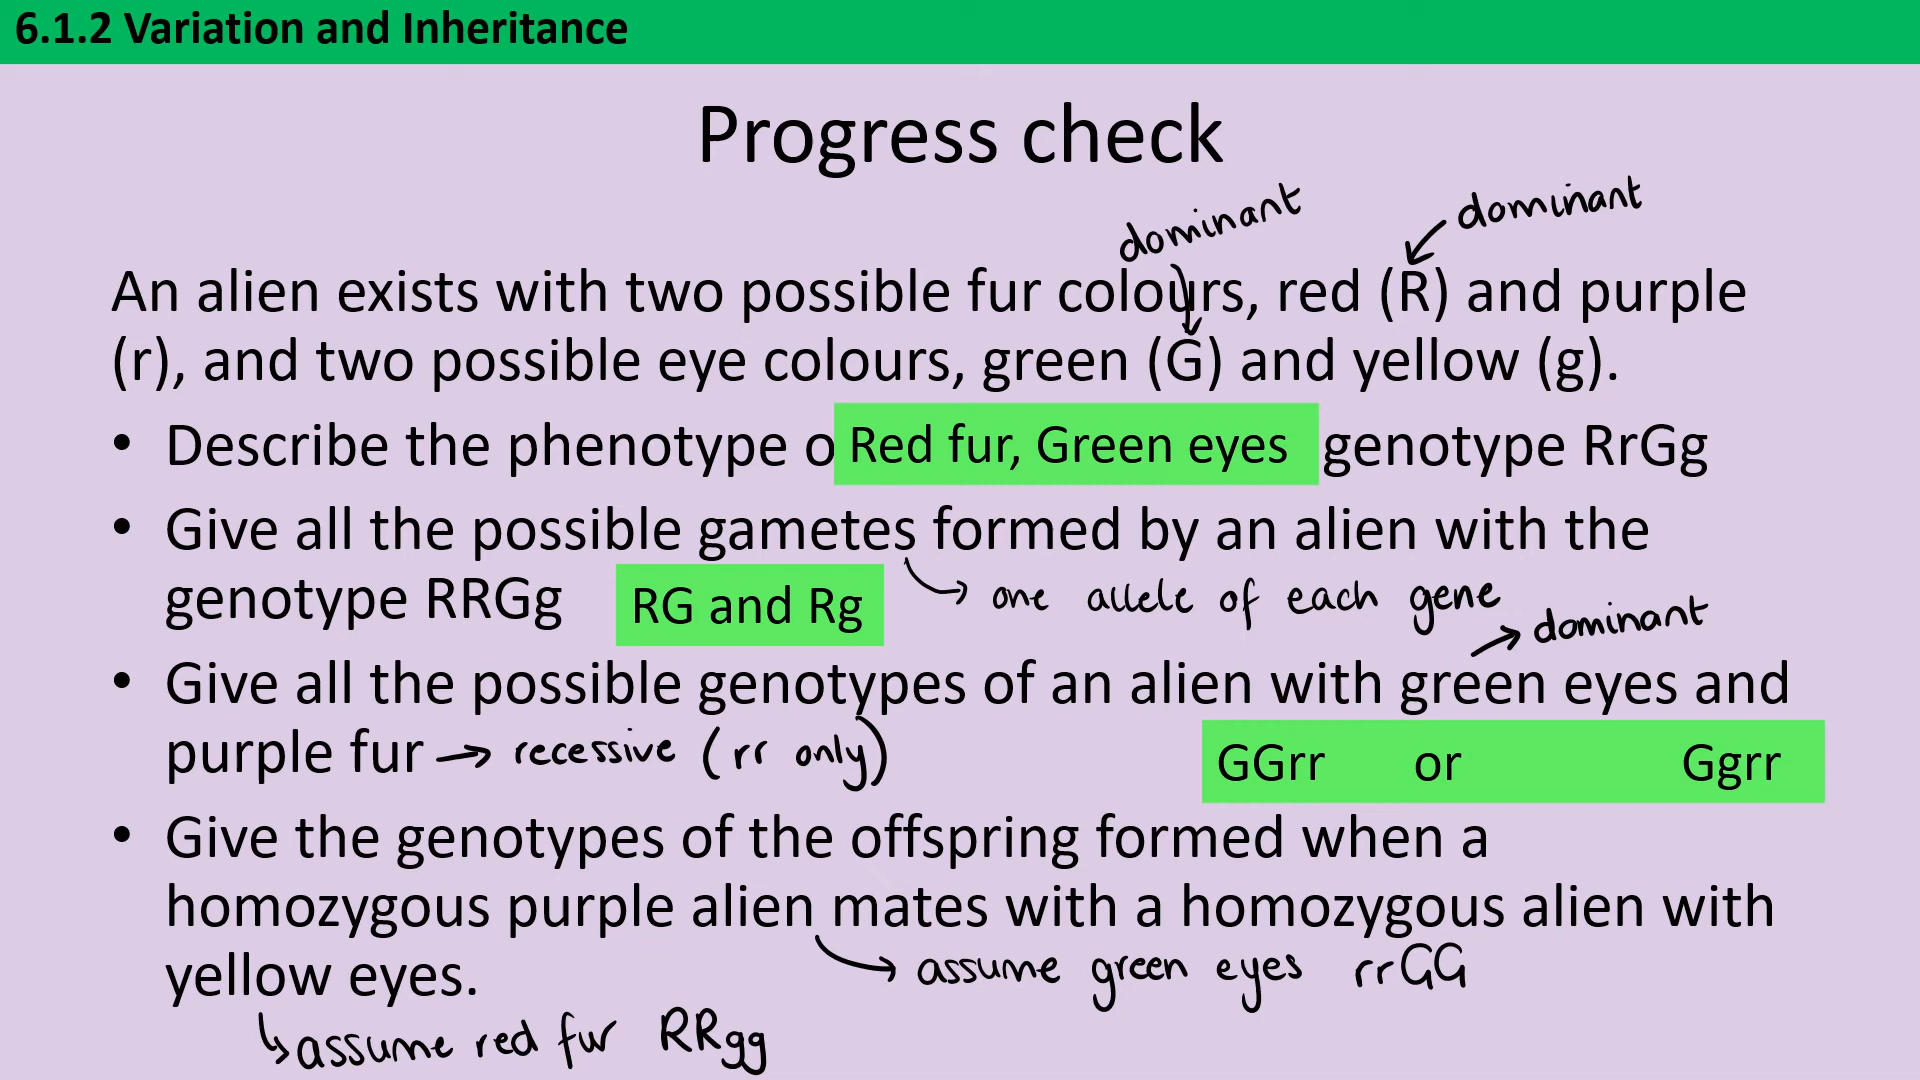 6.1.2 Variation and Inheritance
Progress check
dominant
dominant
An alien exists with two possible fur colours, red (R) and purple
(r), and two possible eye colours, green (G) and yellow (g).
• Describe the phenotype o Red fur, Green eyes genotype RrGg
• Give all the possible gametes formed by an alien with the
genotype RRGg RG and Rg → one allele of each gene
→ dominant
• Give all the possible genotypes of an alien with green eyes and
purple fur → recessive (rr only) GGrr or Ggrr
• Give the genotypes of the offspring formed when a
homozygous purple alien mates with a homozygous alien with
yellow eyes. → assume green eyes rrGG
↳ assume red fur RRgg